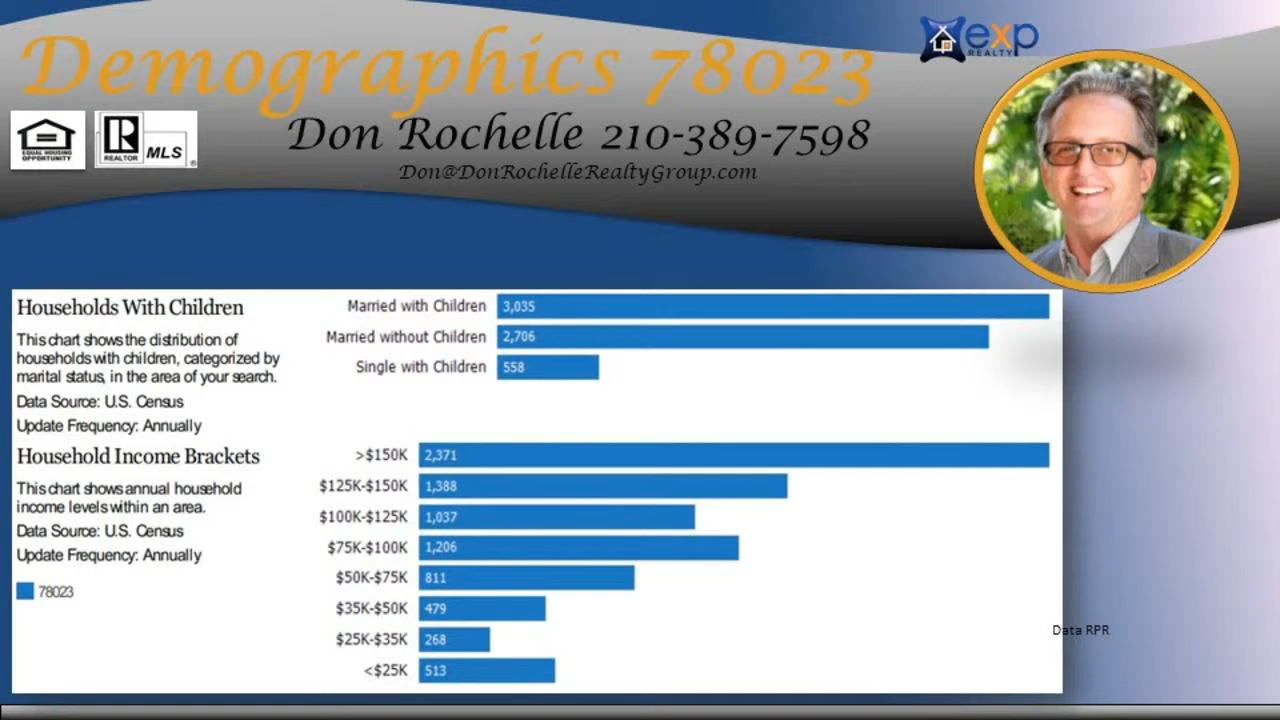 Demographics 78023
exp
REALTY
Don Rochelle 210-389-7598
EQUAL HOUSING
OPPORTUNITY
R
REALTOR
MLS
®
Don@DonRochelleRealtyGroup.com
Households With Children
This chart shows the distribution of
households with children, categorized by
marital status, in the area of your search.
Data Source: U.S. Census
Update Frequency: Annually
Married with Children 3,035
Married without Children 2,706
Single with Children 558
Household Income Brackets
This chart shows annual household
income levels within an area.
Data Source: U.S. Census
Update Frequency: Annually
78023
>$150K 2,371
$125K-$150K 1,388
$100K-$125K 1,037
$75K-$100K 1,206
$50K-$75K 811
$35K-$50K 479
$25K-$35K 268
<$25K 513
Data RPR